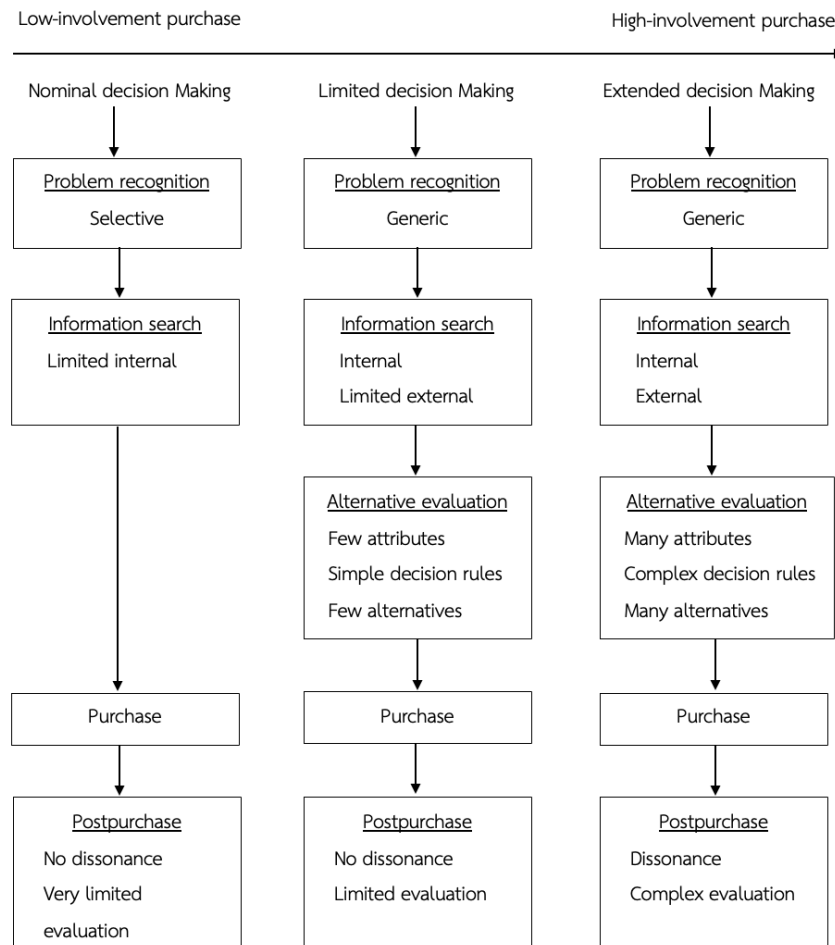 Low-involvement purchase
High-involvement purchase
Nominal decision Making
Limited decision Making
Extended decision Making
Problem recognition
Selective
Problem recognition
Generic
Problem recognition
Generic
Information search
Limited internal
Information search
Internal
Limited external
Information search
Internal
External
Alternative evaluation
Few attributes
Simple decision rules
Few alternatives
Alternative evaluation
Many attributes
Complex decision rules
Many alternatives
Purchase
Purchase
Purchase
Postpurchase
No dissonance
Very limited
evaluation
Postpurchase
No dissonance
Limited evaluation
Postpurchase
Dissonance
Complex evaluation